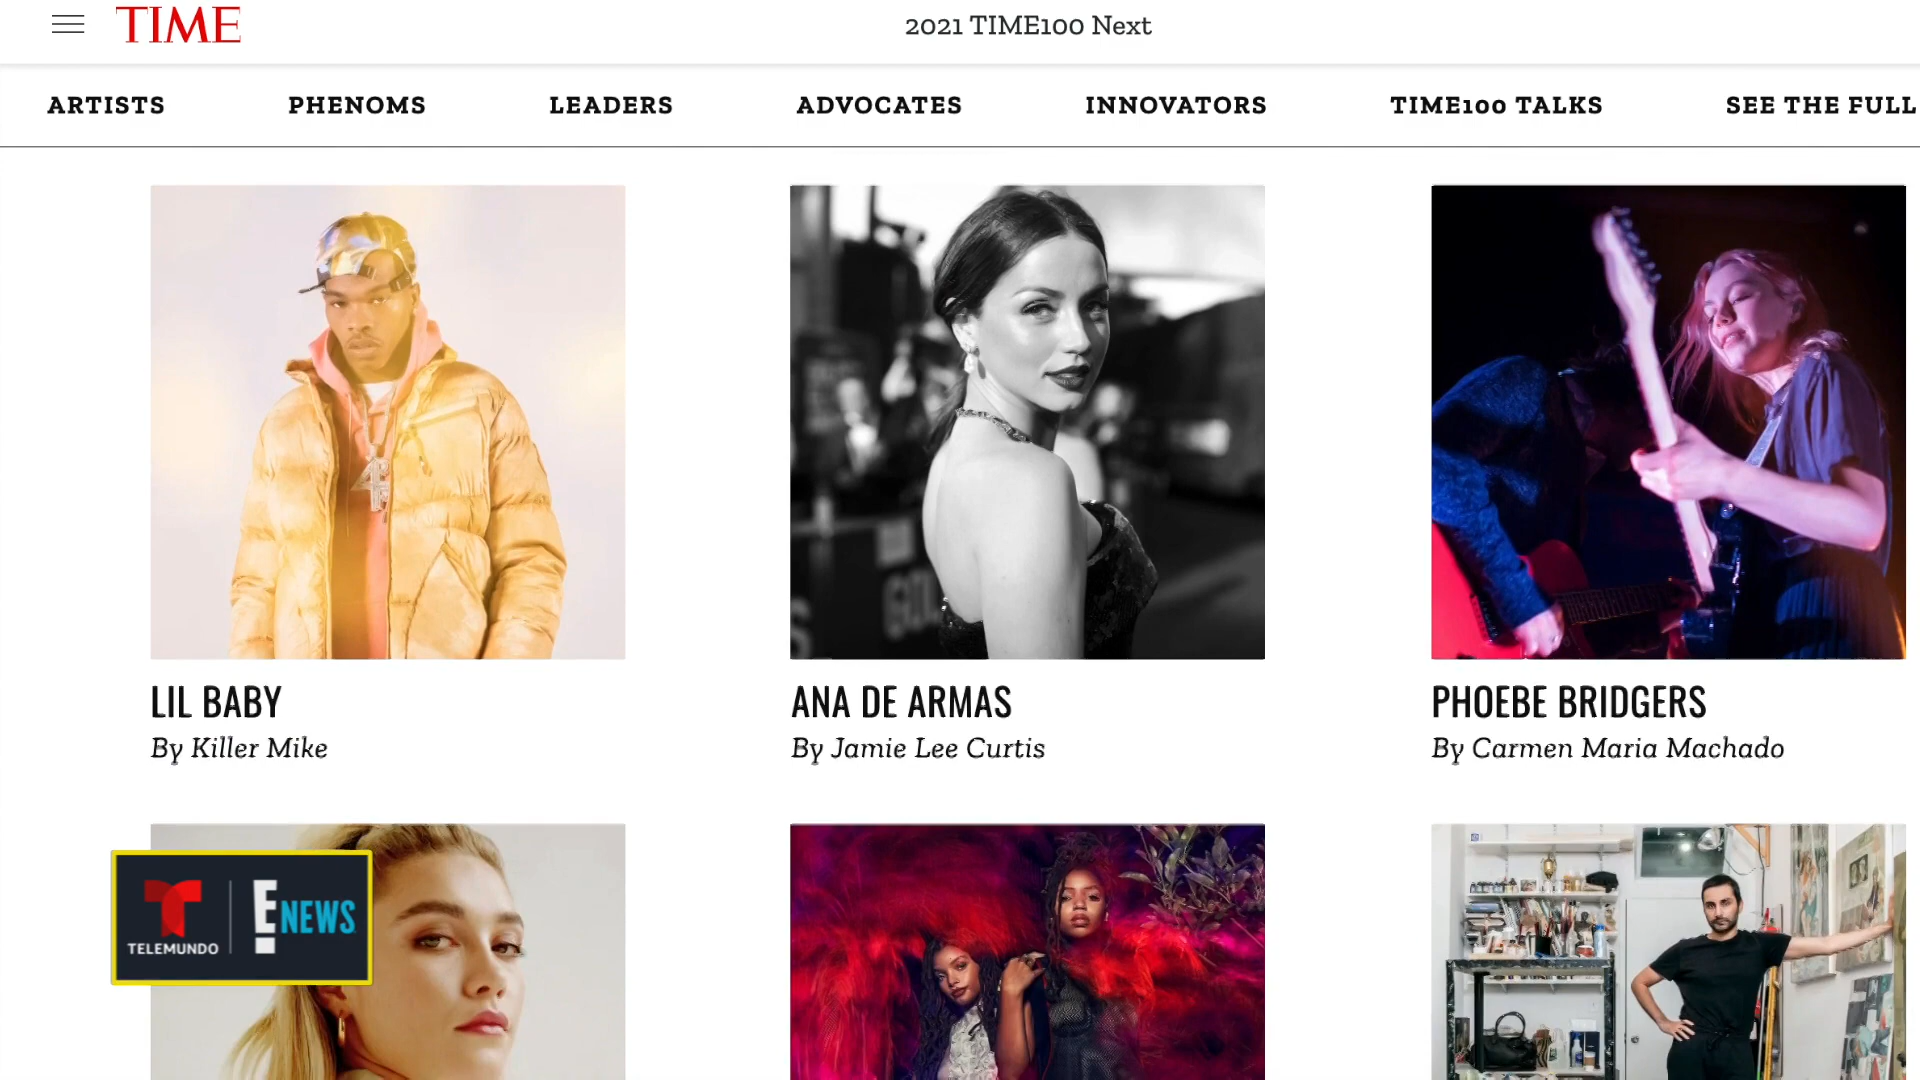 TIME
2021 TIME100 Next
ARTISTS PHENOMS LEADERS ADVOCATES INNOVATORS TIME100 TALKS SEE THE FULL
LIL BABY
By Killer Mike
ANA DE ARMAS
By Jamie Lee Curtis
PHOEBE BRIDGERS
By Carmen Maria Machado
TELEMUNDO
E NEWS